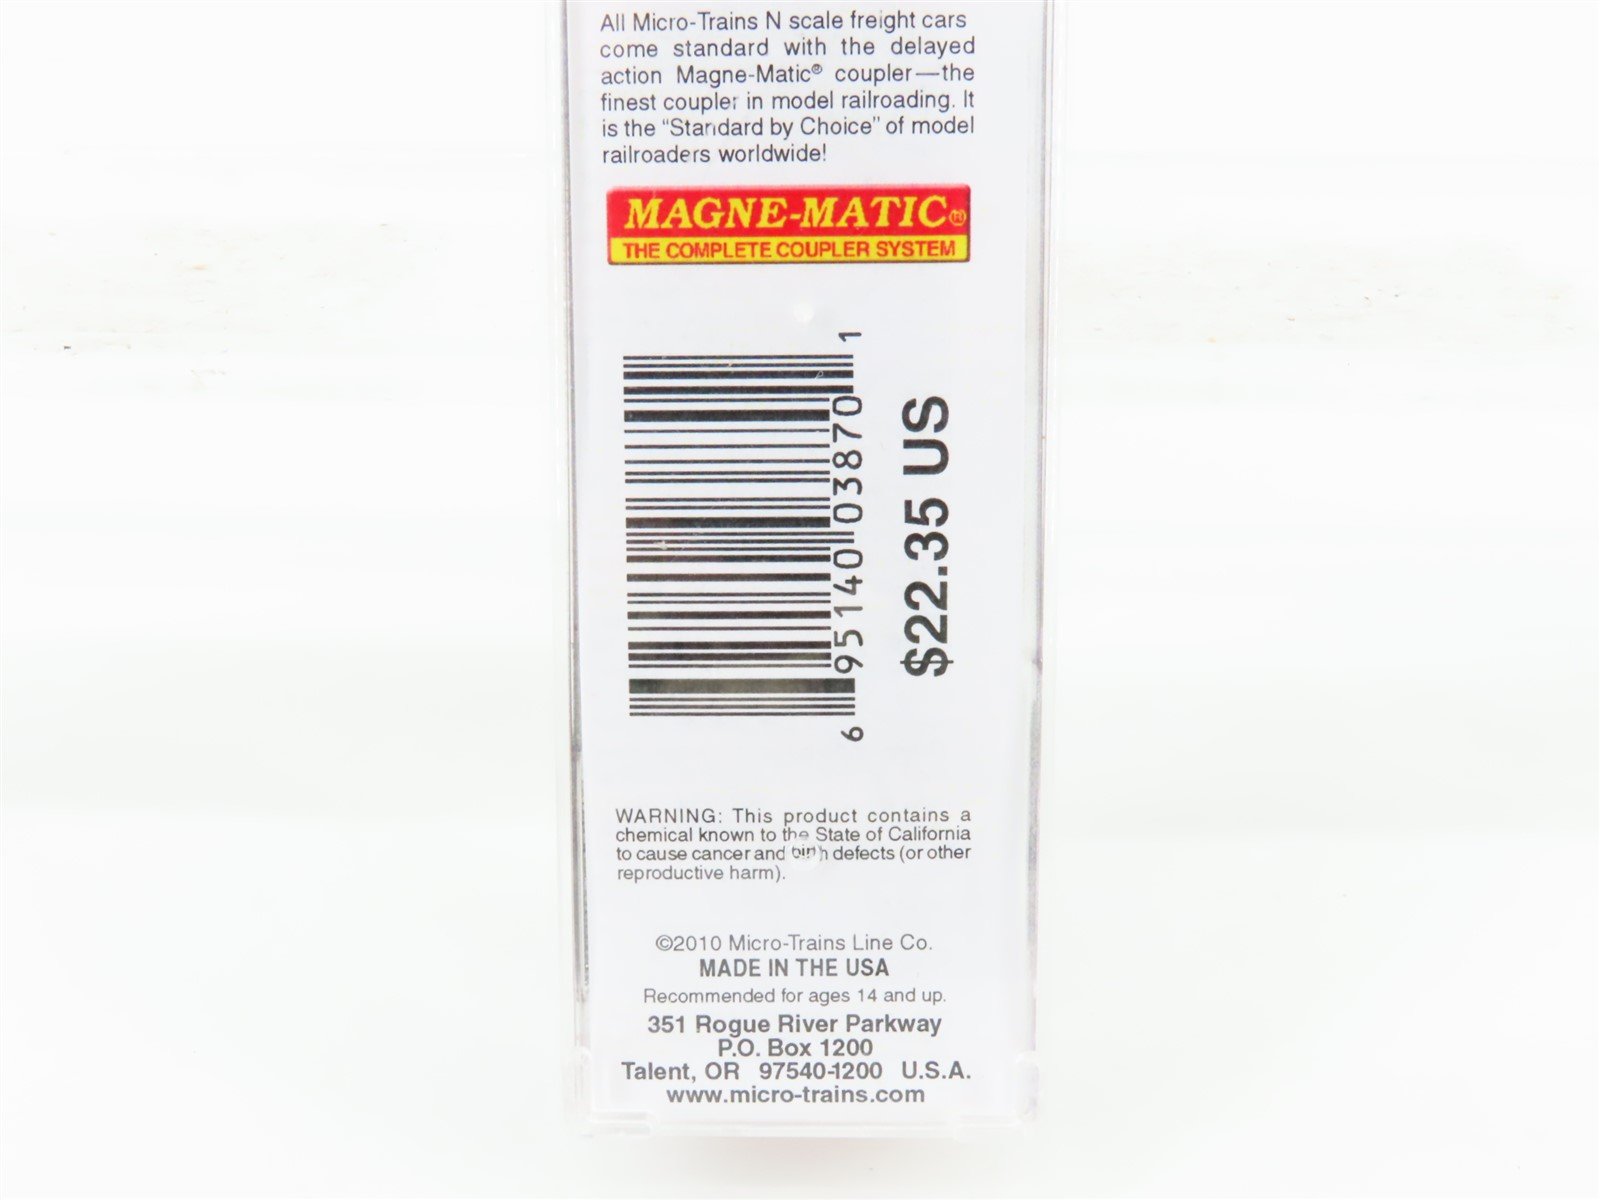 All Micro-Trains N scale freight cars
come standard with the delayed
action Magne-Matic® coupler—the
finest coupler in model railroading. It
is the “Standard by Choice” of model
railroaders worldwide!
MAGNE-MATIC®
THE COMPLETE COUPLER SYSTEM
6 95140 03870 1
$22.35 US
WARNING: This product contains a
chemical known to the State of California
to cause cancer and birth defects (or other
reproductive harm).
©2010 Micro-Trains Line Co.
MADE IN THE USA
Recommended for ages 14 and up.
351 Rogue River Parkway
P.O. Box 1200
Talent, OR 97540-1200 U.S.A.
www.micro-trains.com